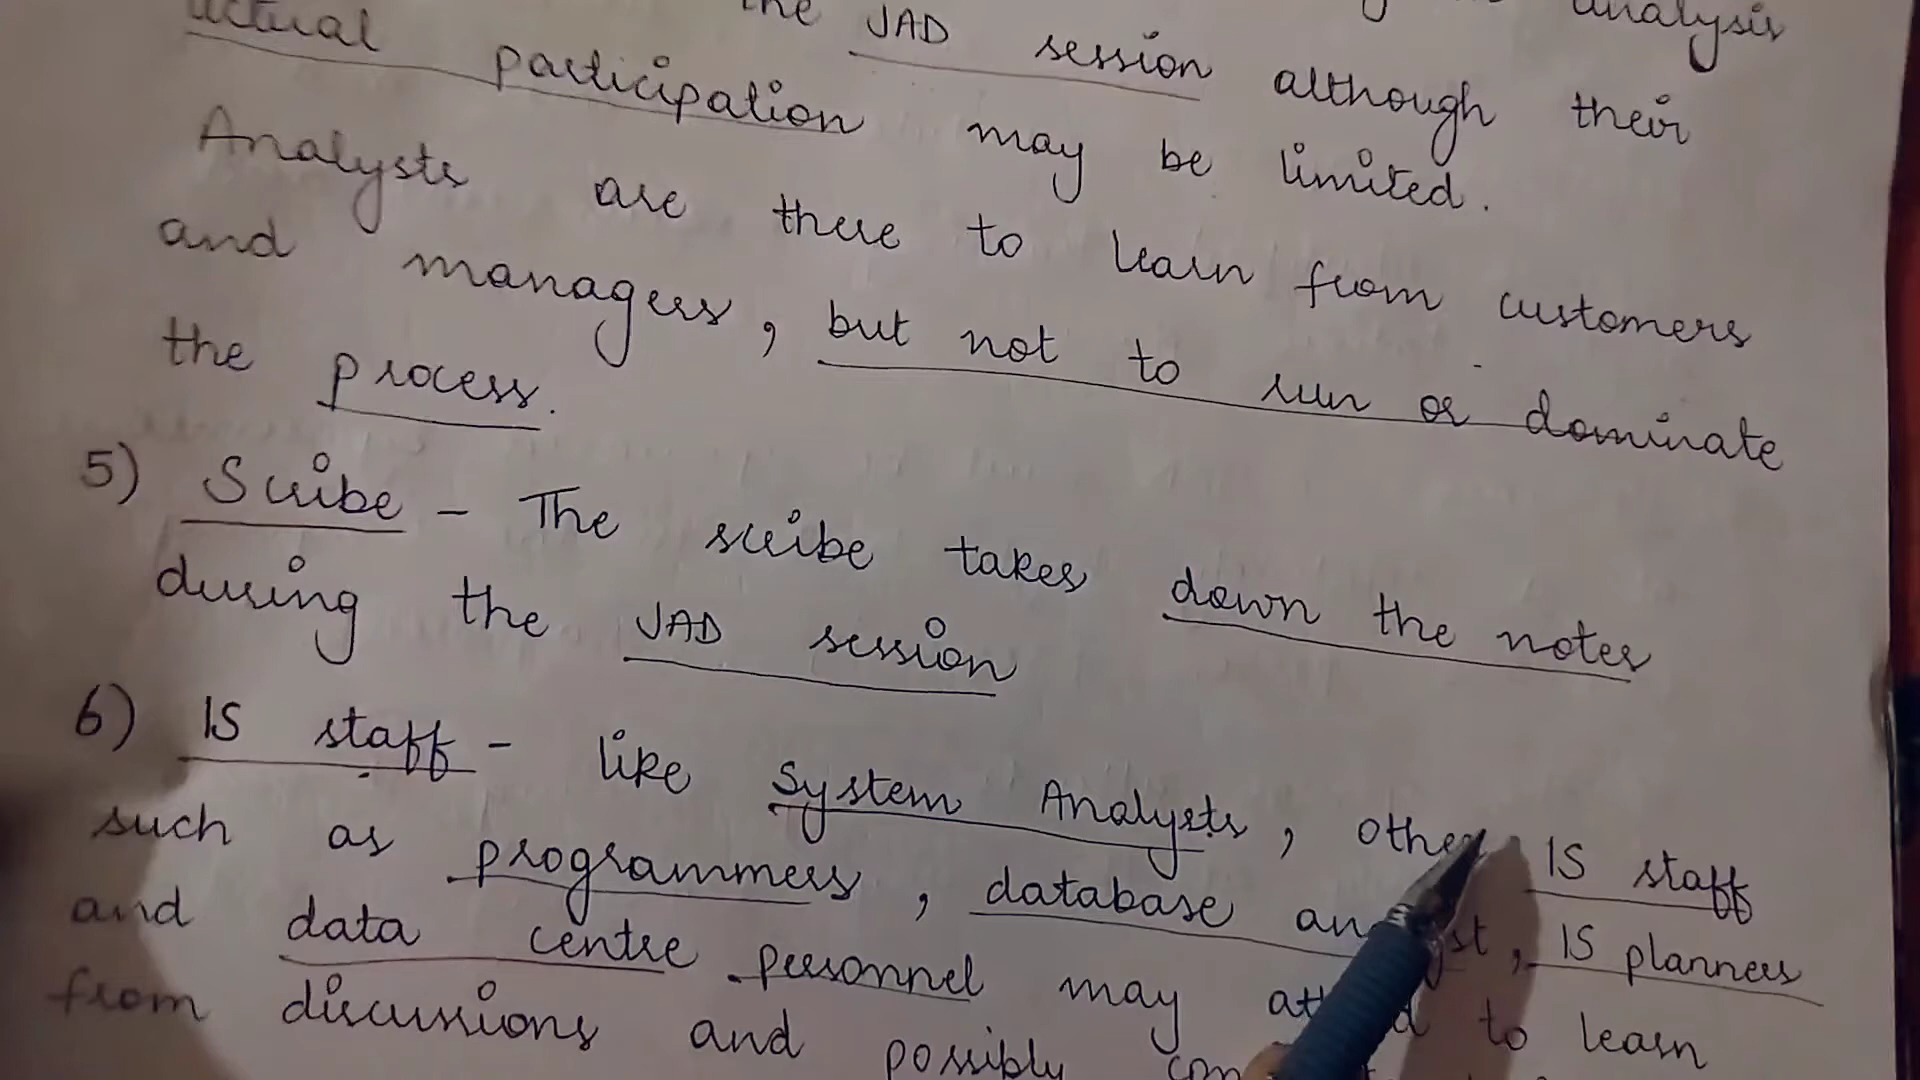 the JAD session although their analysis
actual participation may be limited.
Analysts are there to learn from customers
and managers, but not to run or dominate
the process.
5) Scribe - The scribe takes down the notes
during the JAD session
6) IS staff - like System Analysts, other IS staff
such as programmers, database analyst, IS planners
and data centre personnel may attend to learn
from discussions and possibly